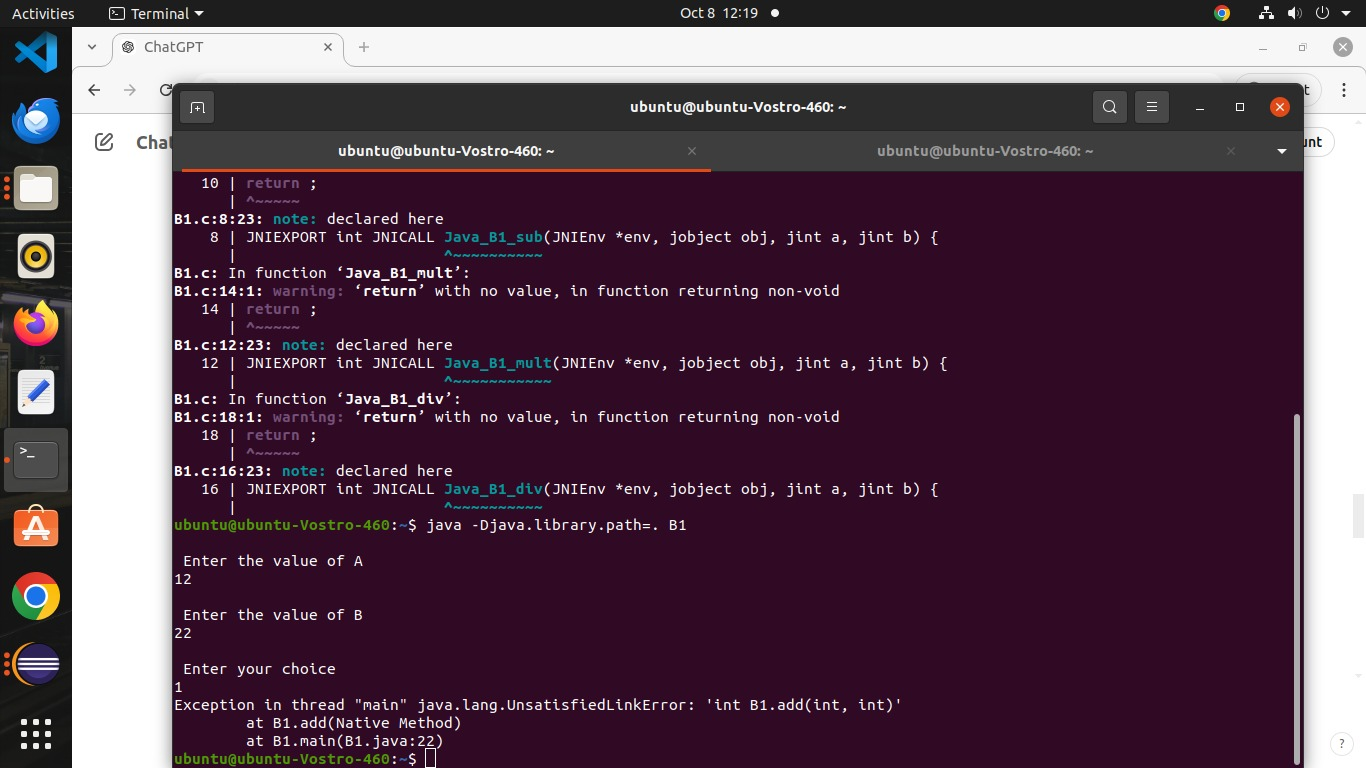 Activities
Terminal
Oct 8 12:19
ChatGPT
t
ubuntu@ubuntu-Vostro-460: ~
Chat
unt
ubuntu@ubuntu-Vostro-460: ~
ubuntu@ubuntu-Vostro-460: ~
10 | return ;
| ^~~~~~
B1.c:8:23: note: declared here
8 | JNIEXPORT int JNICALL Java_B1_sub(JNIEnv *env, jobject obj, jint a, jint b) {
| ^~~~~~~~~~~
B1.c: In function ‘Java_B1_mult’:
B1.c:14:1: warning: ‘return’ with no value, in function returning non-void
14 | return ;
| ^~~~~~
B1.c:12:23: note: declared here
12 | JNIEXPORT int JNICALL Java_B1_mult(JNIEnv *env, jobject obj, jint a, jint b) {
| ^~~~~~~~~~~~
B1.c: In function ‘Java_B1_div’:
B1.c:18:1: warning: ‘return’ with no value, in function returning non-void
18 | return ;
| ^~~~~~
B1.c:16:23: note: declared here
16 | JNIEXPORT int JNICALL Java_B1_div(JNIEnv *env, jobject obj, jint a, jint b) {
| ^~~~~~~~~~~
ubuntu@ubuntu-Vostro-460:~$ java -Djava.library.path=. B1
Enter the value of A
12
Enter the value of B
22
Enter your choice
1
Exception in thread "main" java.lang.UnsatisfiedLinkError: 'int B1.add(int, int)'
at B1.add(Native Method)
at B1.main(B1.java:22)
ubuntu@ubuntu-Vostro-460:~$
?